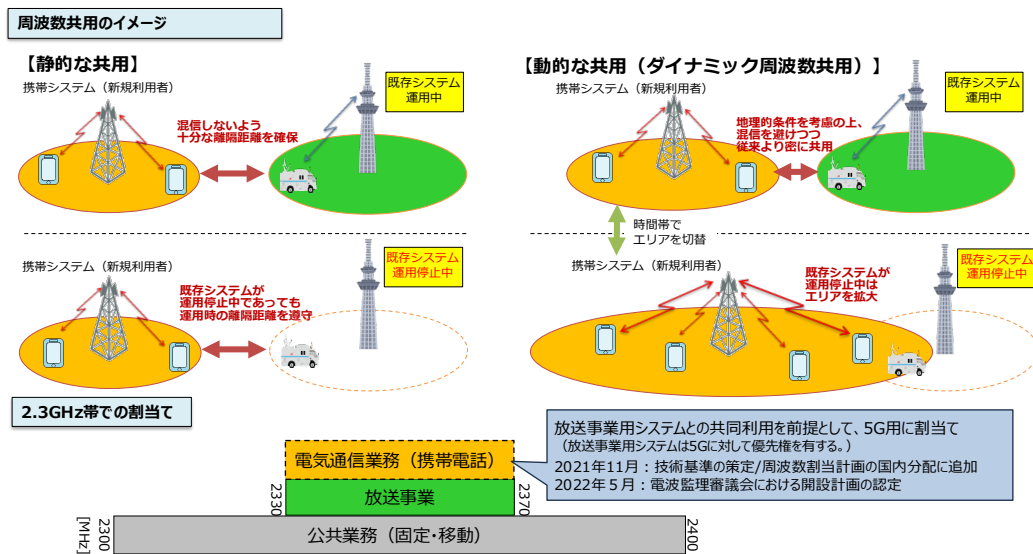 周波数共用のイメージ
【静的な共用】
携帯システム（新規利用者）
混信しないよう
十分な離隔距離を確保
既存システム
運用中
携帯システム（新規利用者）
既存システムが
運用停止中であっても
運用時の離隔距離を遵守
既存システム
運用停止中
【動的な共用（ダイナミック周波数共用）】
携帯システム（新規利用者）
地理的条件を考慮の上、
混信を避けつつ
従来より密に共用
既存システム
運用中
時間帯で
エリアを切替
携帯システム（新規利用者）
既存システムが
運用停止中は
エリアを拡大
既存システム
運用停止中
2.3GHz帯での割当て
電気通信業務（携帯電話）
放送事業
公共業務（固定・移動）
2330
2370
2300
[MHz]
2400
放送事業用システムとの共同利用を前提として、5G用に割当て
（放送事業用システムは5Gに対して優先権を有する。）
2021年11月：技術基準の策定/周波数割当計画の国内分配に追加
2022年５月：電波監理審議会における開設計画の認定